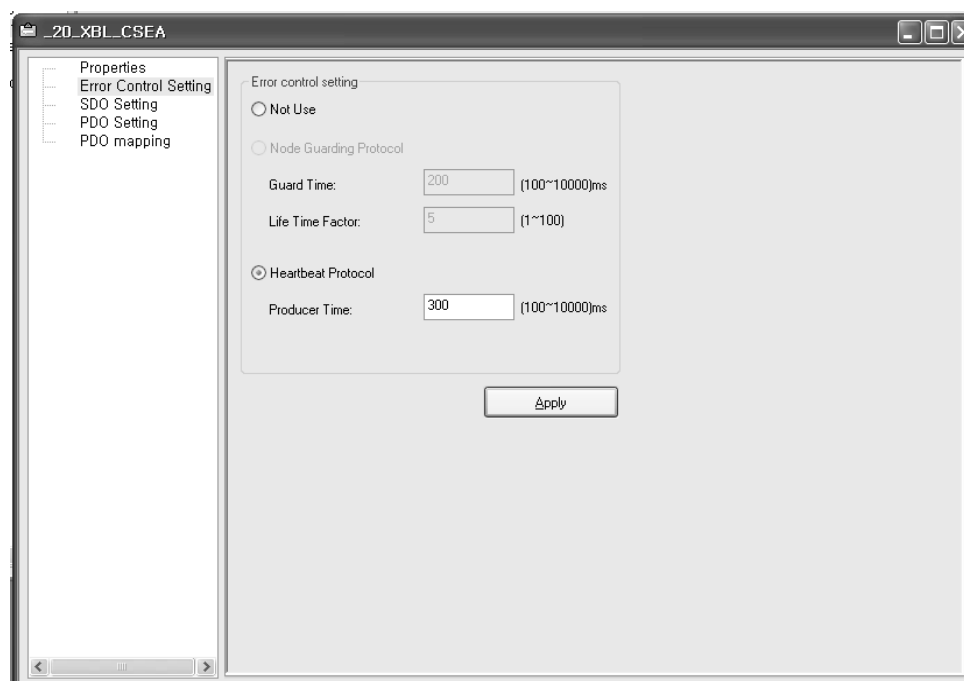 _20_XBL_CSEA
Properties
Error Control Setting
SDO Setting
PDO Setting
PDO mapping
Error control setting
Not Use
Node Guarding Protocol
Guard Time: 200 (100~10000)ms
Life Time Factor: 5 (1~100)
Heartbeat Protocol
Producer Time: 300 (100~10000)ms
Apply